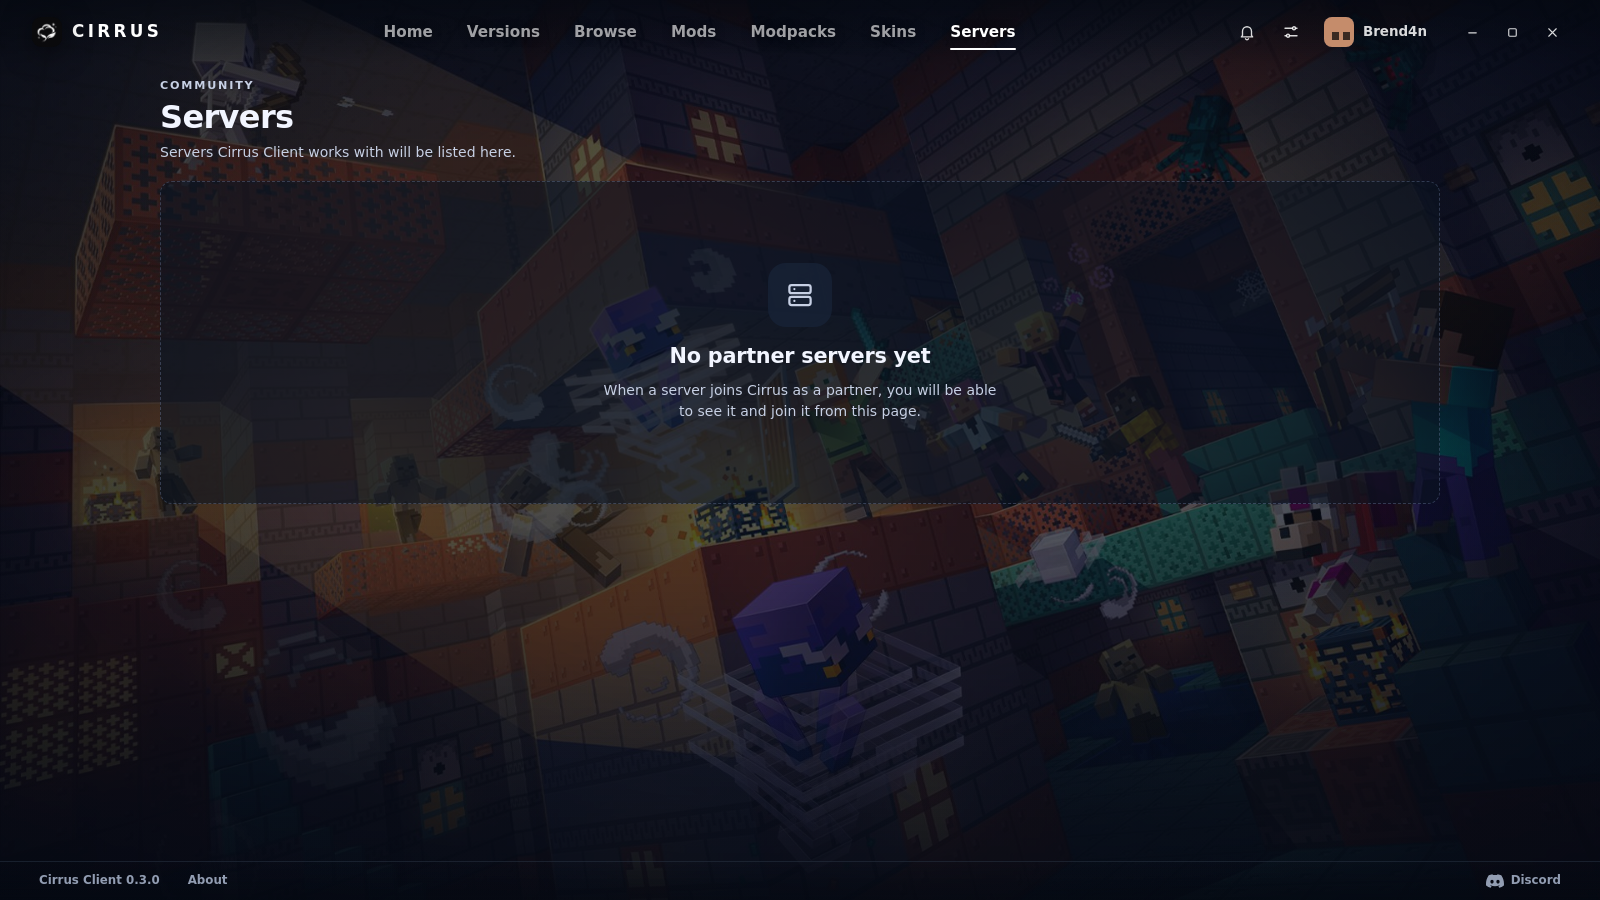 CIRRUS
Home
Versions
Browse
Mods
Modpacks
Skins
Servers
Brend4n
COMMUNITY
Servers
Servers Cirrus Client works with will be listed here.
No partner servers yet
When a server joins Cirrus as a partner, you will be able
to see it and join it from this page.
Cirrus Client 0.3.0
About
Discord